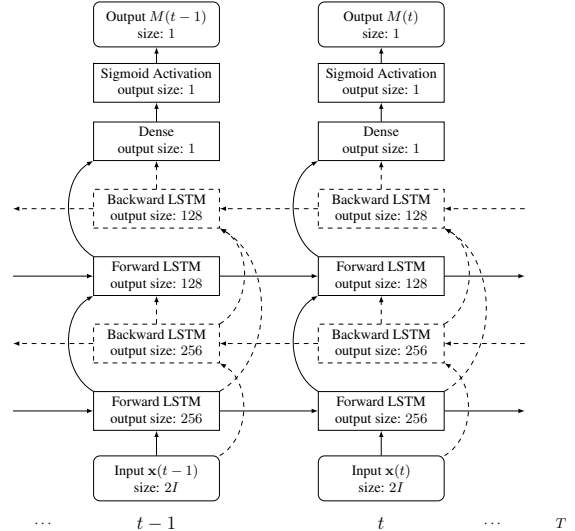 Output M(t − 1)
size: 1
Output M(t)
size: 1
Sigmoid Activation
output size: 1
Sigmoid Activation
output size: 1
Dense
output size: 1
Dense
output size: 1
Backward LSTM
output size: 128
Backward LSTM
output size: 128
Forward LSTM
output size: 128
Forward LSTM
output size: 128
Backward LSTM
output size: 256
Backward LSTM
output size: 256
Forward LSTM
output size: 256
Forward LSTM
output size: 256
Input x(t − 1)
size: 2I
Input x(t)
size: 2I
⋯ t − 1 t ⋯ T